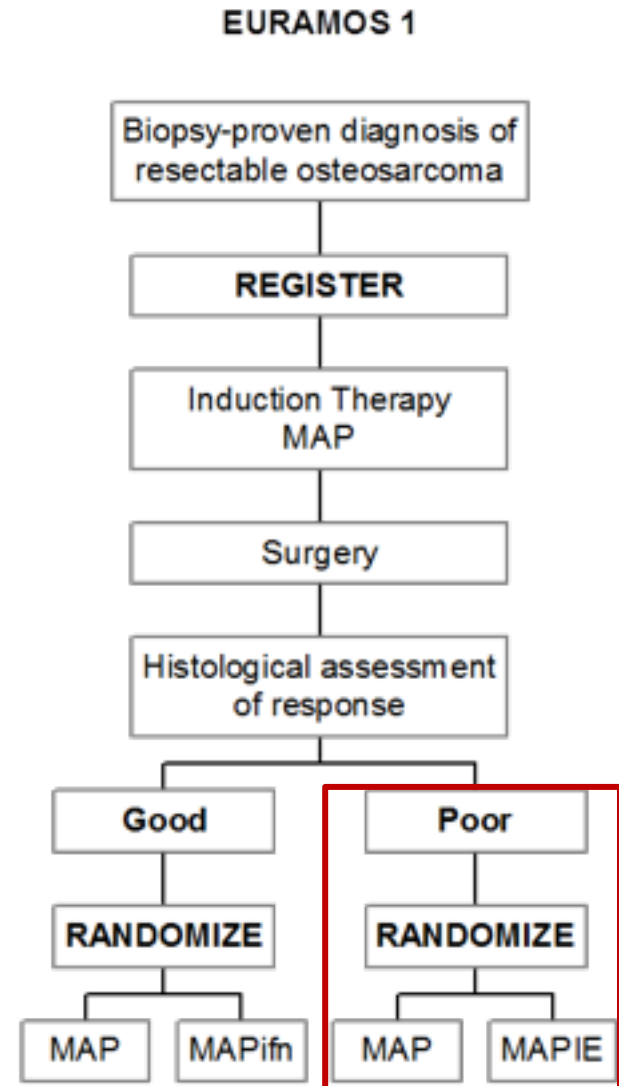 EURAMOS 1
Biopsy-proven diagnosis of
resectable osteosarcoma
REGISTER
Induction Therapy
MAP
Surgery
Histological assessment
of response
Good
Poor
RANDOMIZE
RANDOMIZE
MAP
MAPifn
MAP
MAPIE